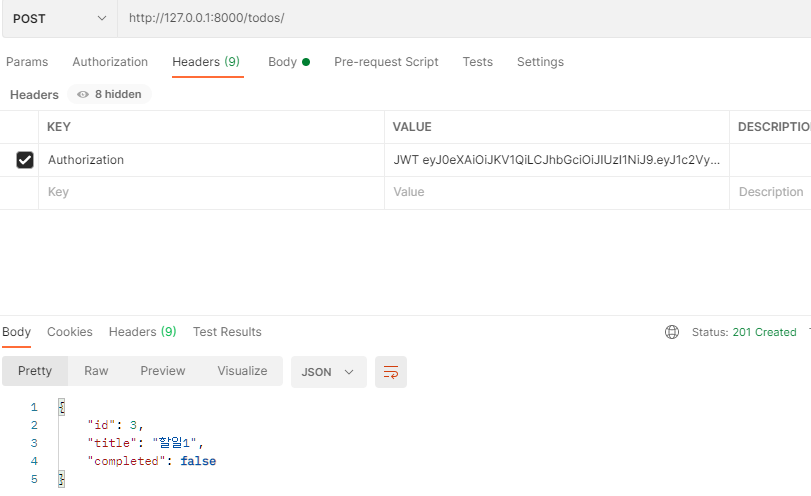 POST http://127.0.0.1:8000/todos/
Params Authorization Headers (9) Body Pre-request Script Tests Settings
Headers 8 hidden
KEY VALUE DESCRIPTIO
Authorization JWT eyJ0eXAiOiJKV1QiLCJhbGciOiJIUzI1NiJ9.eyJ1c2Vy...
Key Value Description
Body Cookies Headers (9) Test Results Status: 201 Created
Pretty Raw Preview Visualize JSON
1 {
2 "id": 3,
3 "title": "할일1",
4 "completed": false
5 }